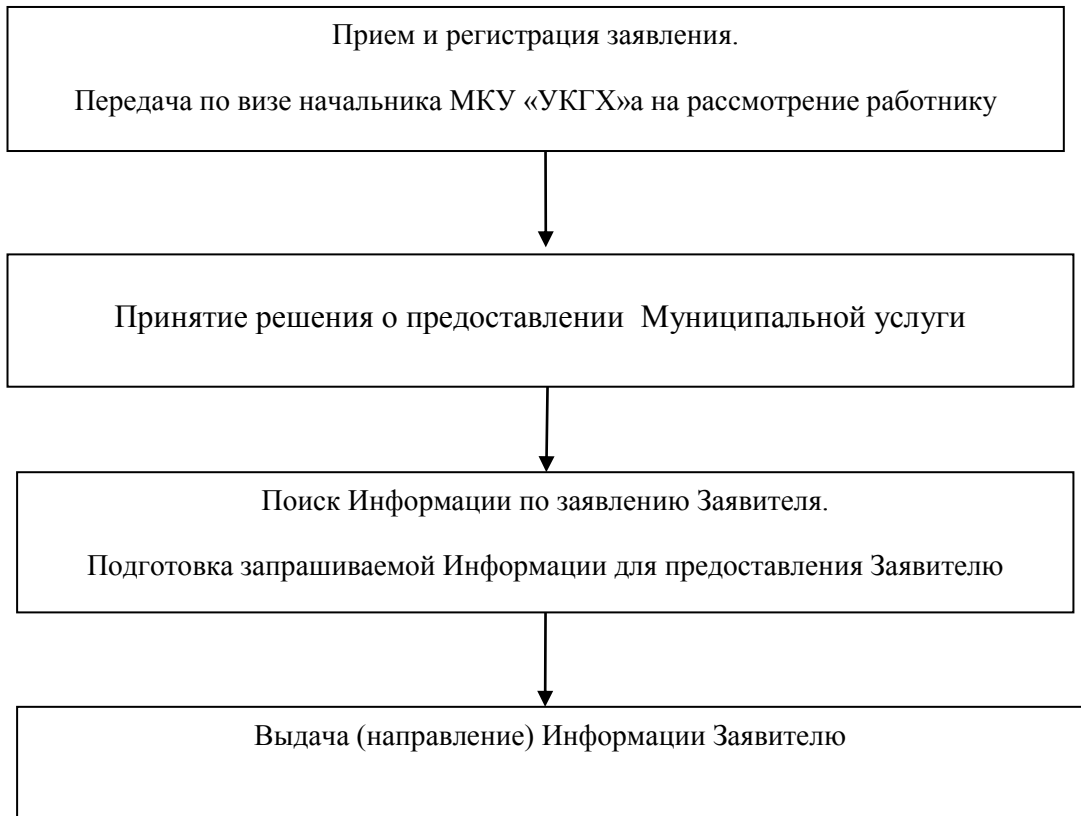 Прием и регистрация заявления.
Передача по визе начальника МКУ «УКГХ»а на рассмотрение работнику
Принятие решения о предоставлении Муниципальной услуги
Поиск Информации по заявлению Заявителя.
Подготовка запрашиваемой Информации для предоставления Заявителю
Выдача (направление) Информации Заявителю